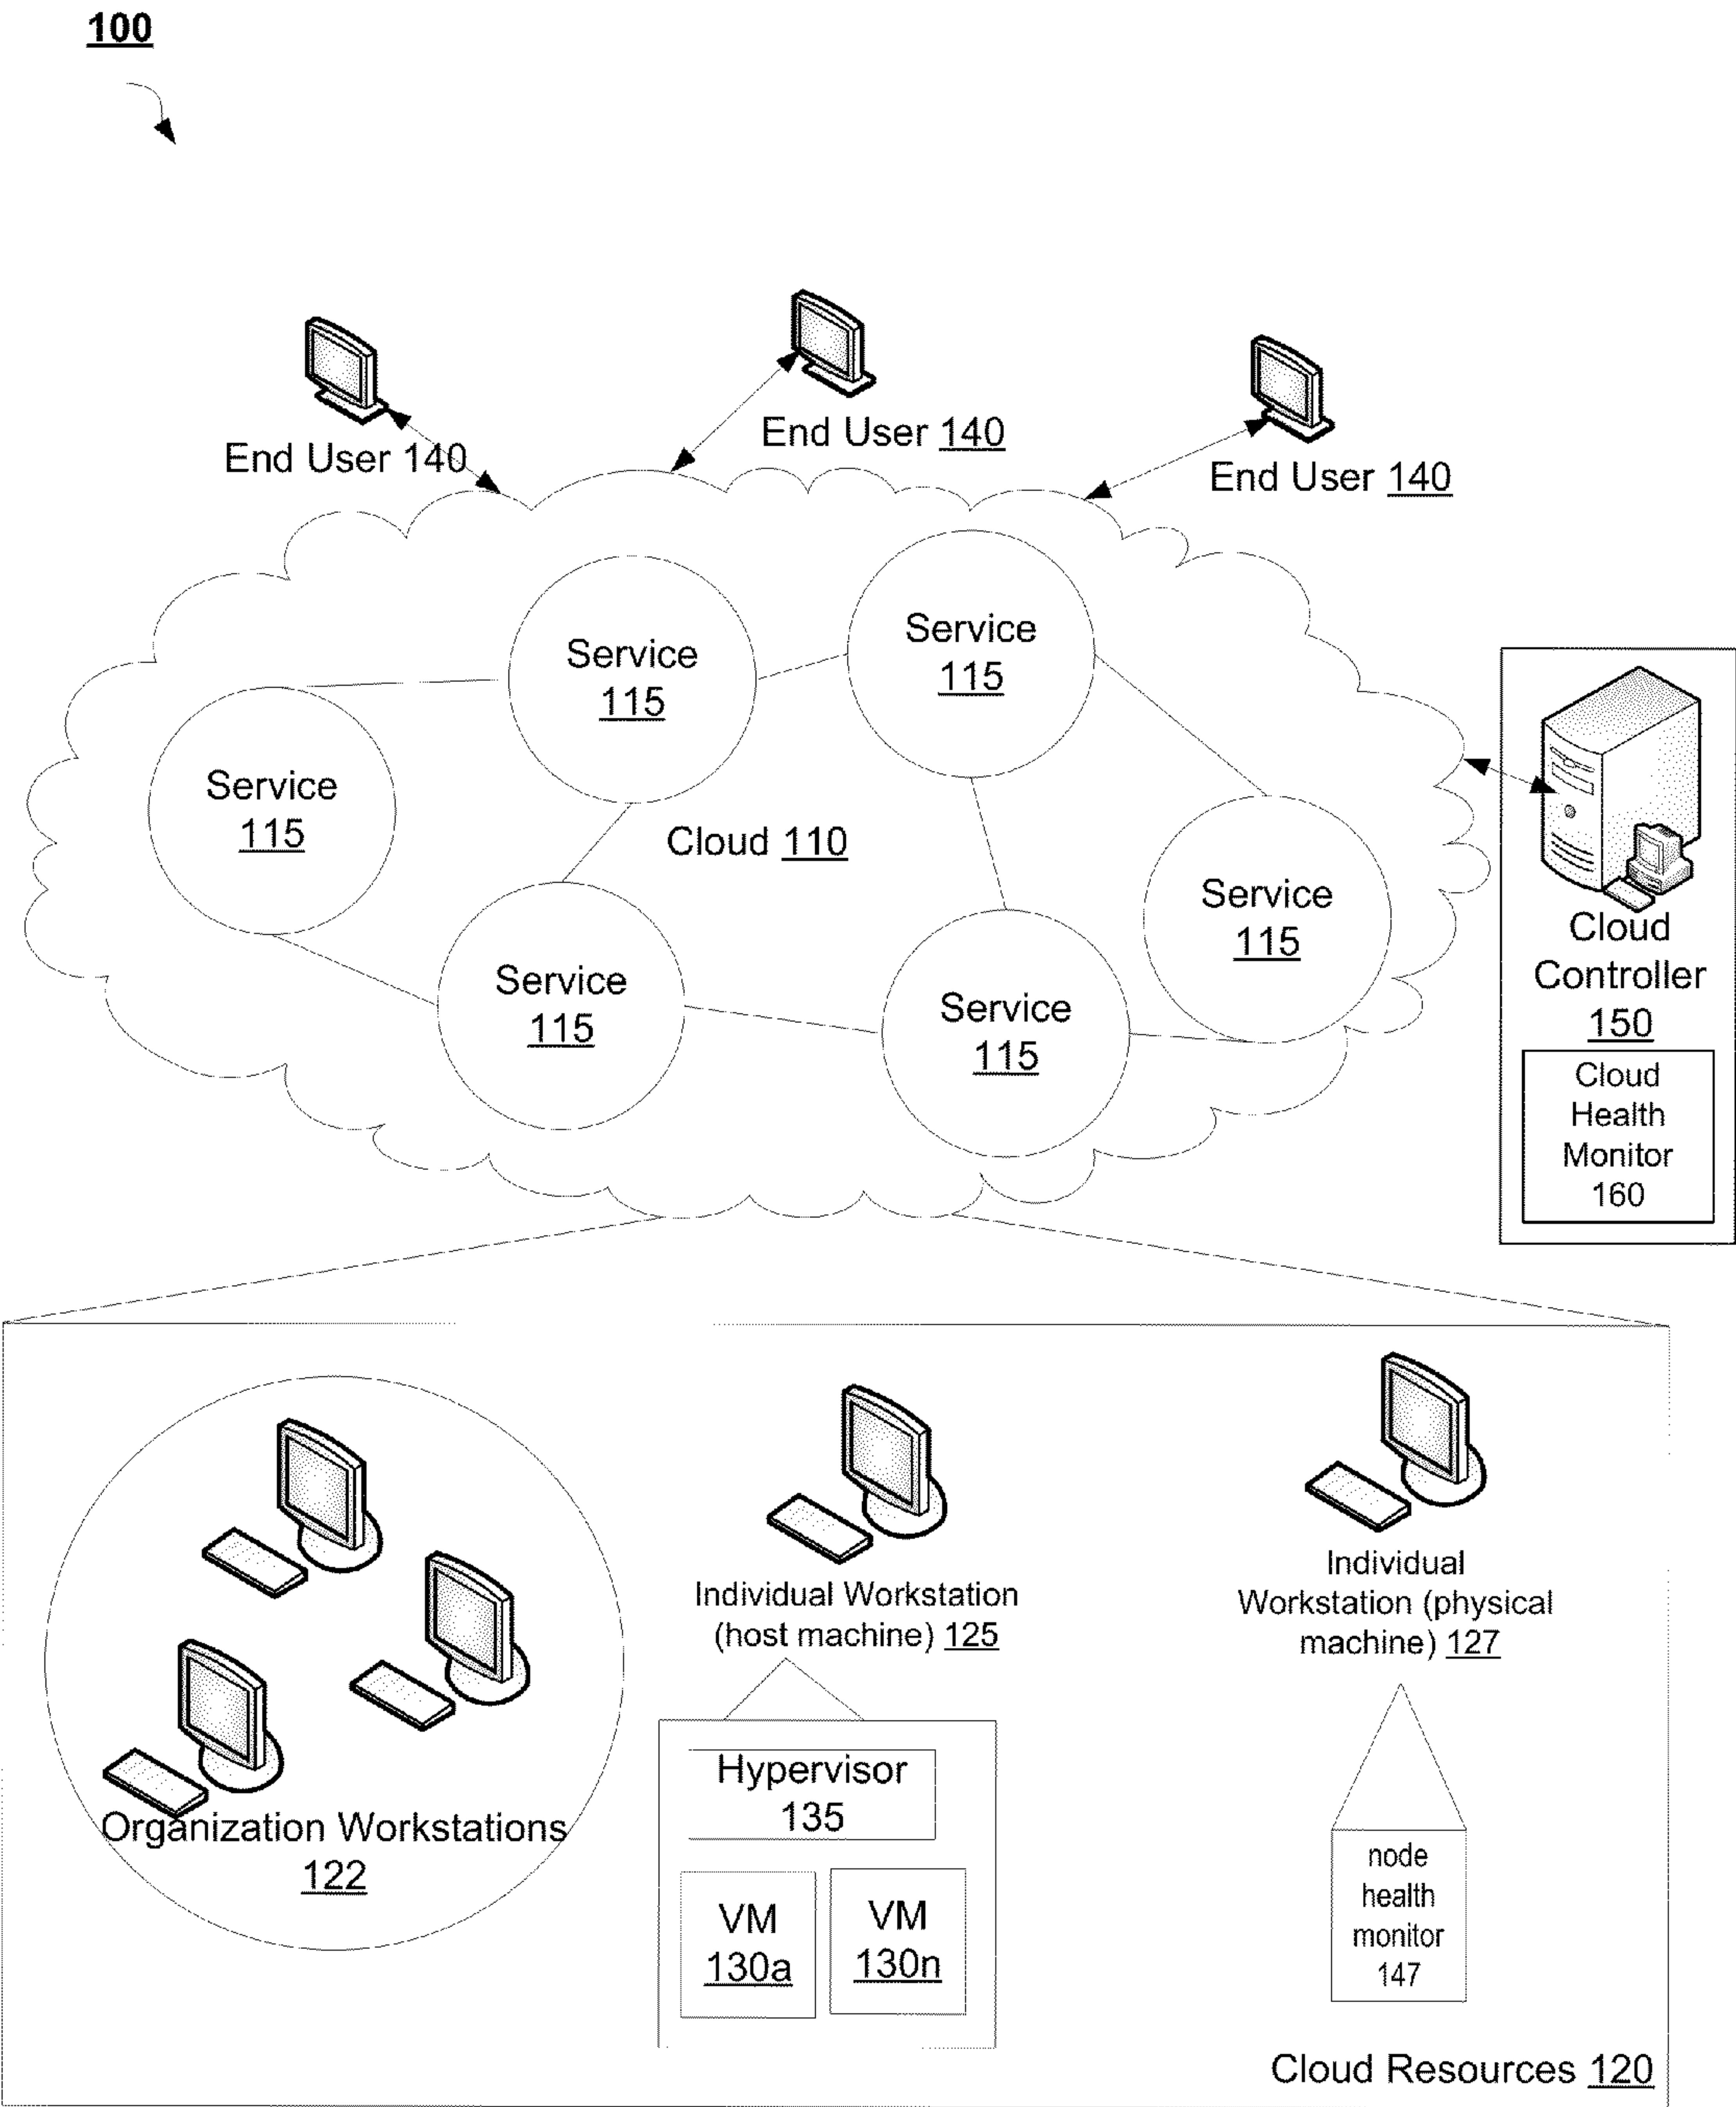 100
End User 140
End User 140
End User 140
Service
115
Service
115
Service
115
Cloud 110
Service
115
Service
115
Service
115
Cloud
Controller
150
Cloud
Health
Monitor
160
Organization Workstations
122
Individual Workstation
(host machine) 125
Hypervisor
135
VM
130a
VM
130n
Individual
Workstation (physical
machine) 127
node
health
monitor
147
Cloud Resources 120